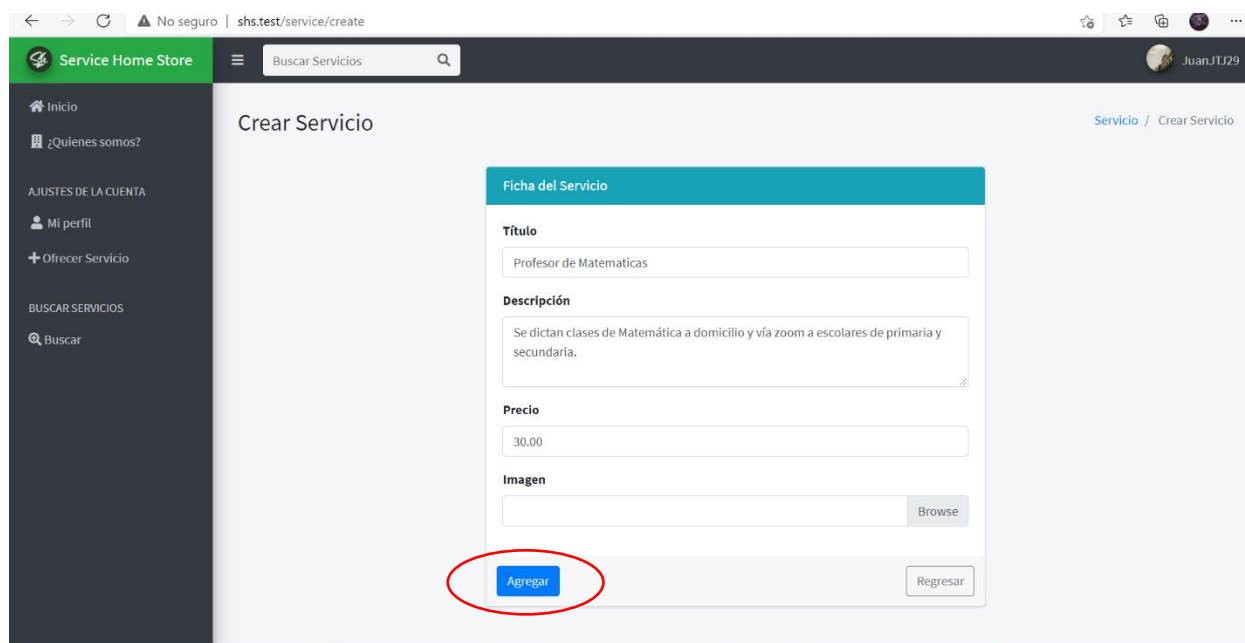 No seguro | shs.test/service/create
Service Home Store
Buscar Servicios
JuanJTJ29
Inicio
¿Quienes somos?
AJUSTES DE LA CUENTA
Mi perfil
Ofrecer Servicio
BUSCAR SERVICIOS
Buscar
Crear Servicio
Servicio / Crear Servicio
Ficha del Servicio
Título
Profesor de Matematicas
Descripción
Se dictan clases de Matemática a domicilio y vía zoom a escolares de primaria y
secundaria.
Precio
30.00
Imagen
Browse
Agregar
Regresar